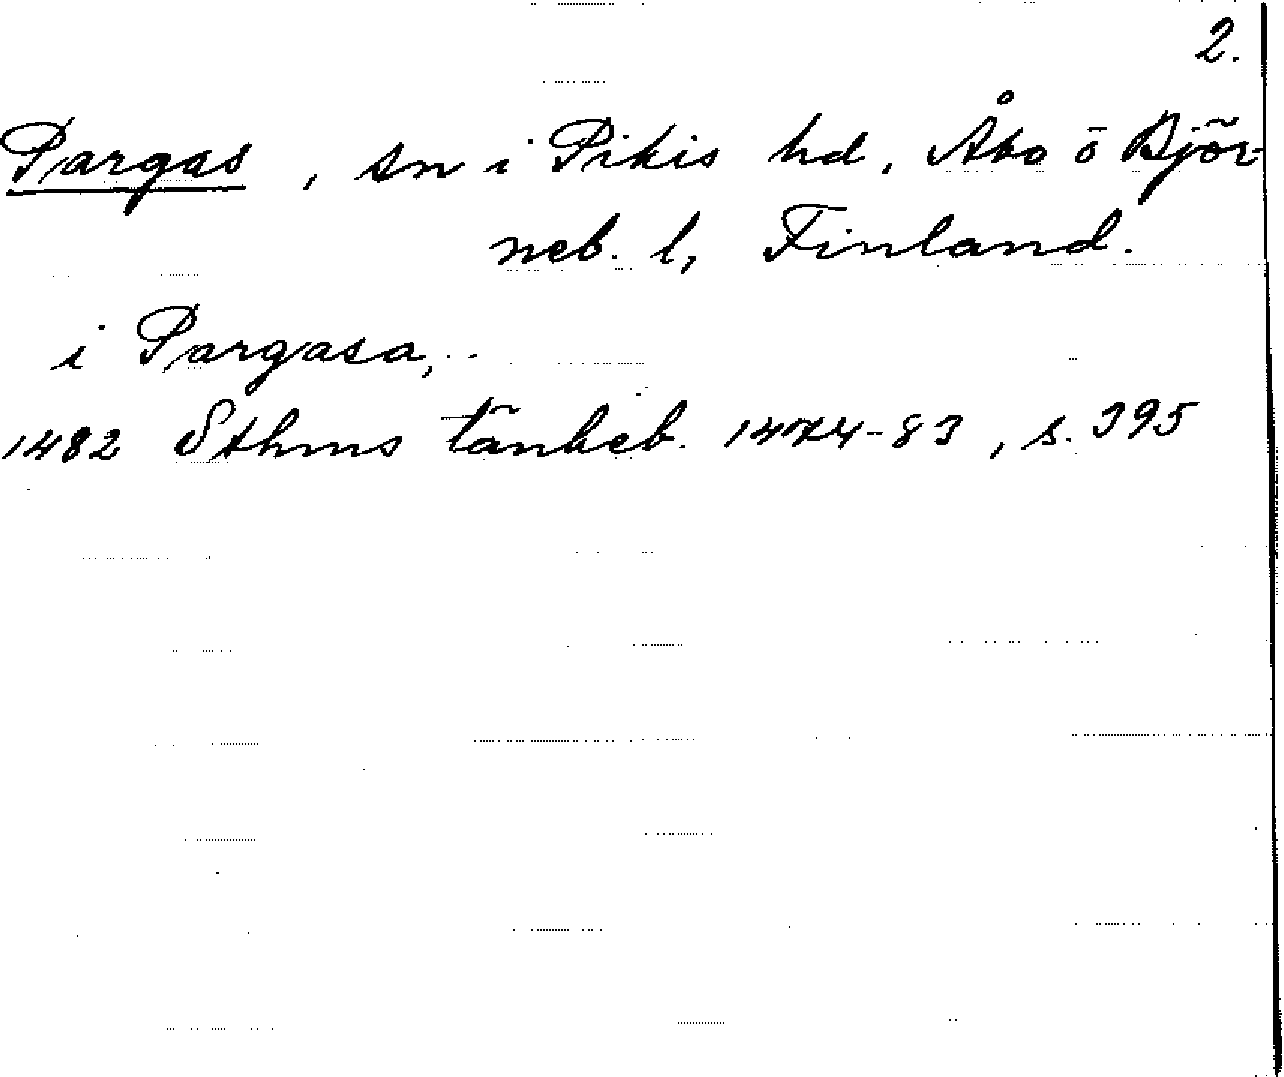 2.
Pargas, sn i Pikis hd, Åbo ö Björ-
neb. l, Finland.
i Pargasa, ..
1482 Sthms tänkeb. 1474-83, s. 395